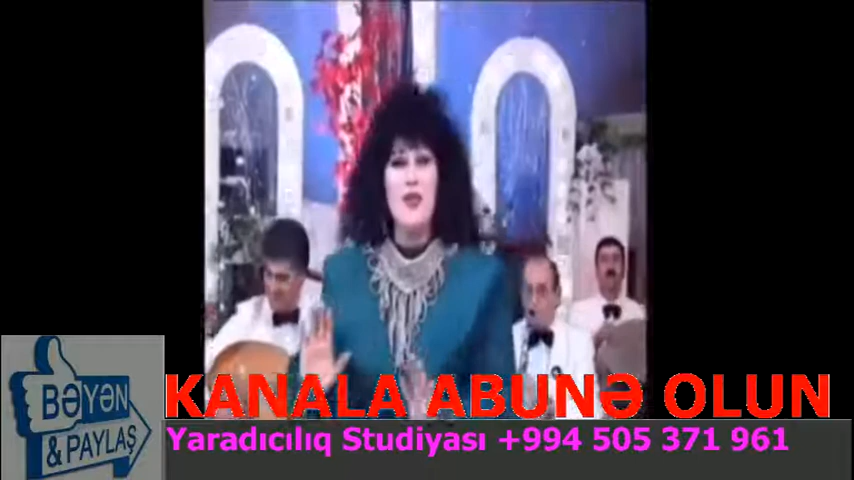 BƏYƏN
& PAYLAŞ
KANALA ABUNƏ OLUN
Yaradıcılıq Studiyası +994 505 371 961